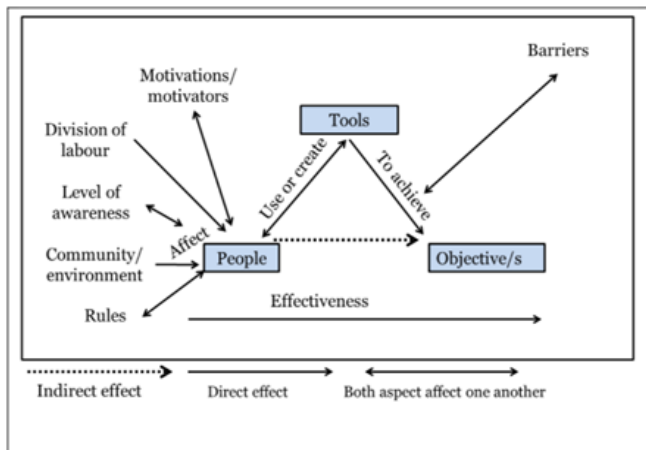 Barriers
Motivations/
motivators
Tools
Division of
labour
Use or create
To achieve
Level of
awareness
Affect
Community/
environment
People
Objective/s
Rules
Effectiveness
Indirect effect
Direct effect
Both aspect affect one another